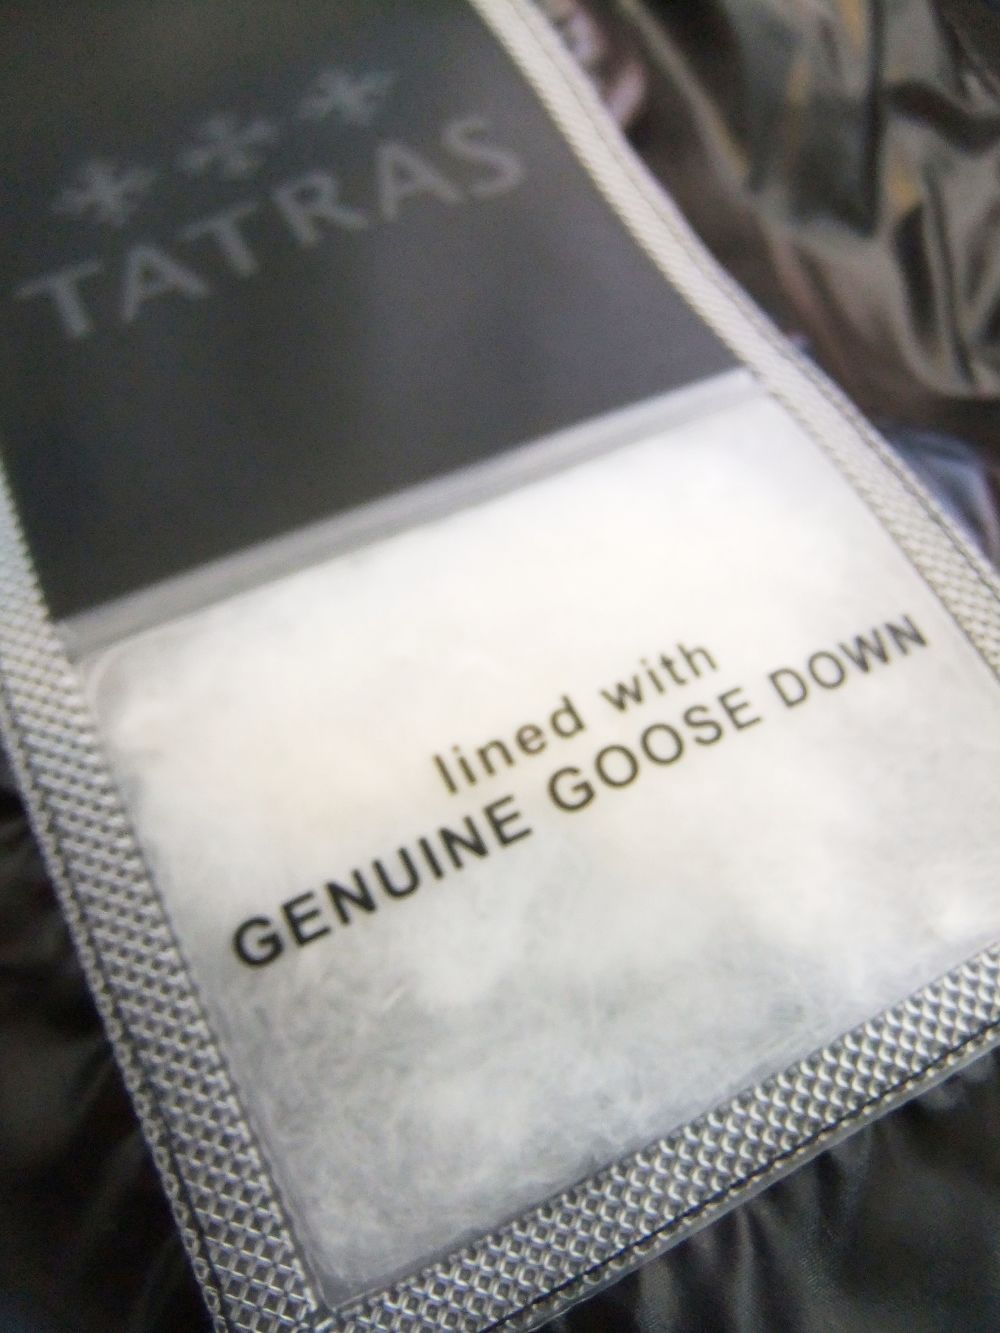 TATRAS
lined with
GENUINE GOOSE DOWN